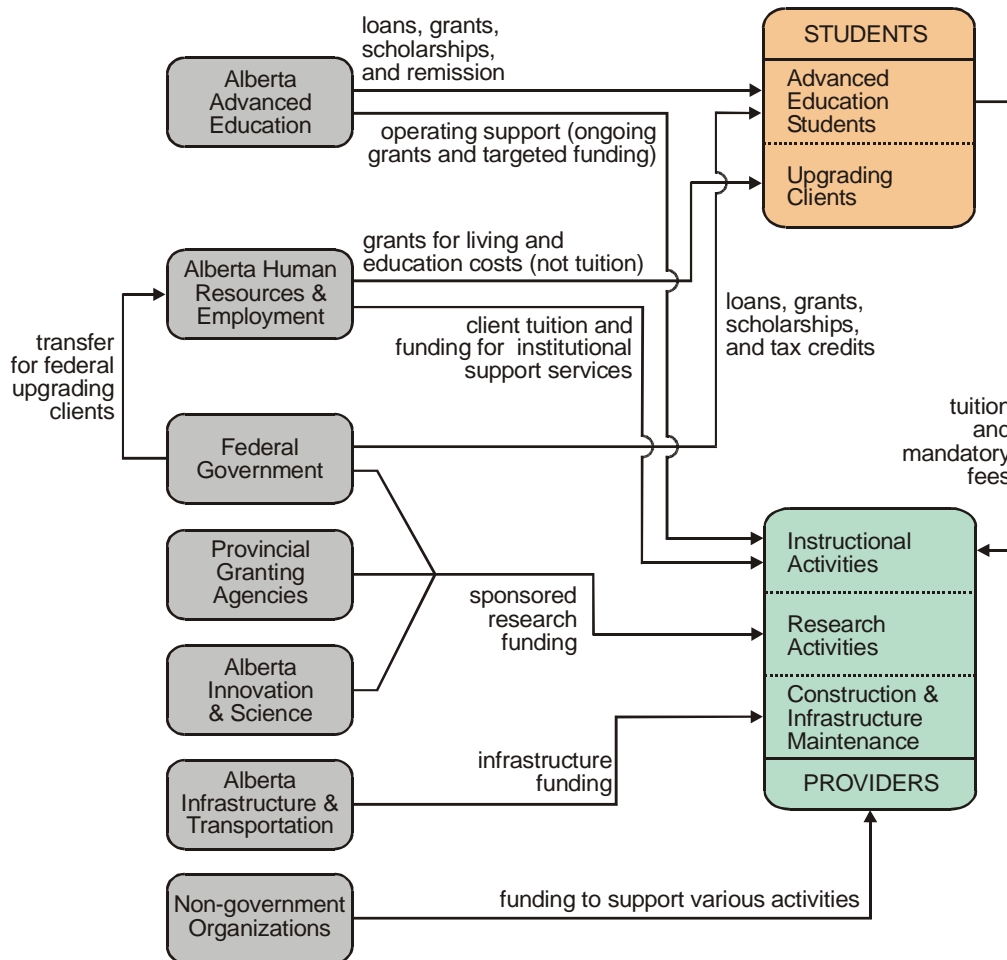 loans, grants,
scholarships,
and remission
STUDENTS
Alberta
Advanced
Education
Advanced
Education
Students
operating support (ongoing
grants and targeted funding)
Upgrading
Clients
grants for living and
education costs (not tuition)
Alberta Human
Resources &
Employment
loans, grants,
scholarships,
and tax credits
client tuition and
funding for institutional
support services
transfer
for federal
upgrading
clients
Federal
Government
tuition
and
mandatory
fees
Provincial
Granting
Agencies
Instructional
Activities
sponsored
research
funding
Research
Activities
Alberta
Innovation
& Science
Construction &
Infrastructure
Maintenance
infrastructure
funding
PROVIDERS
Alberta
Infrastructure &
Transportation
funding to support various activities
Non-government
Organizations